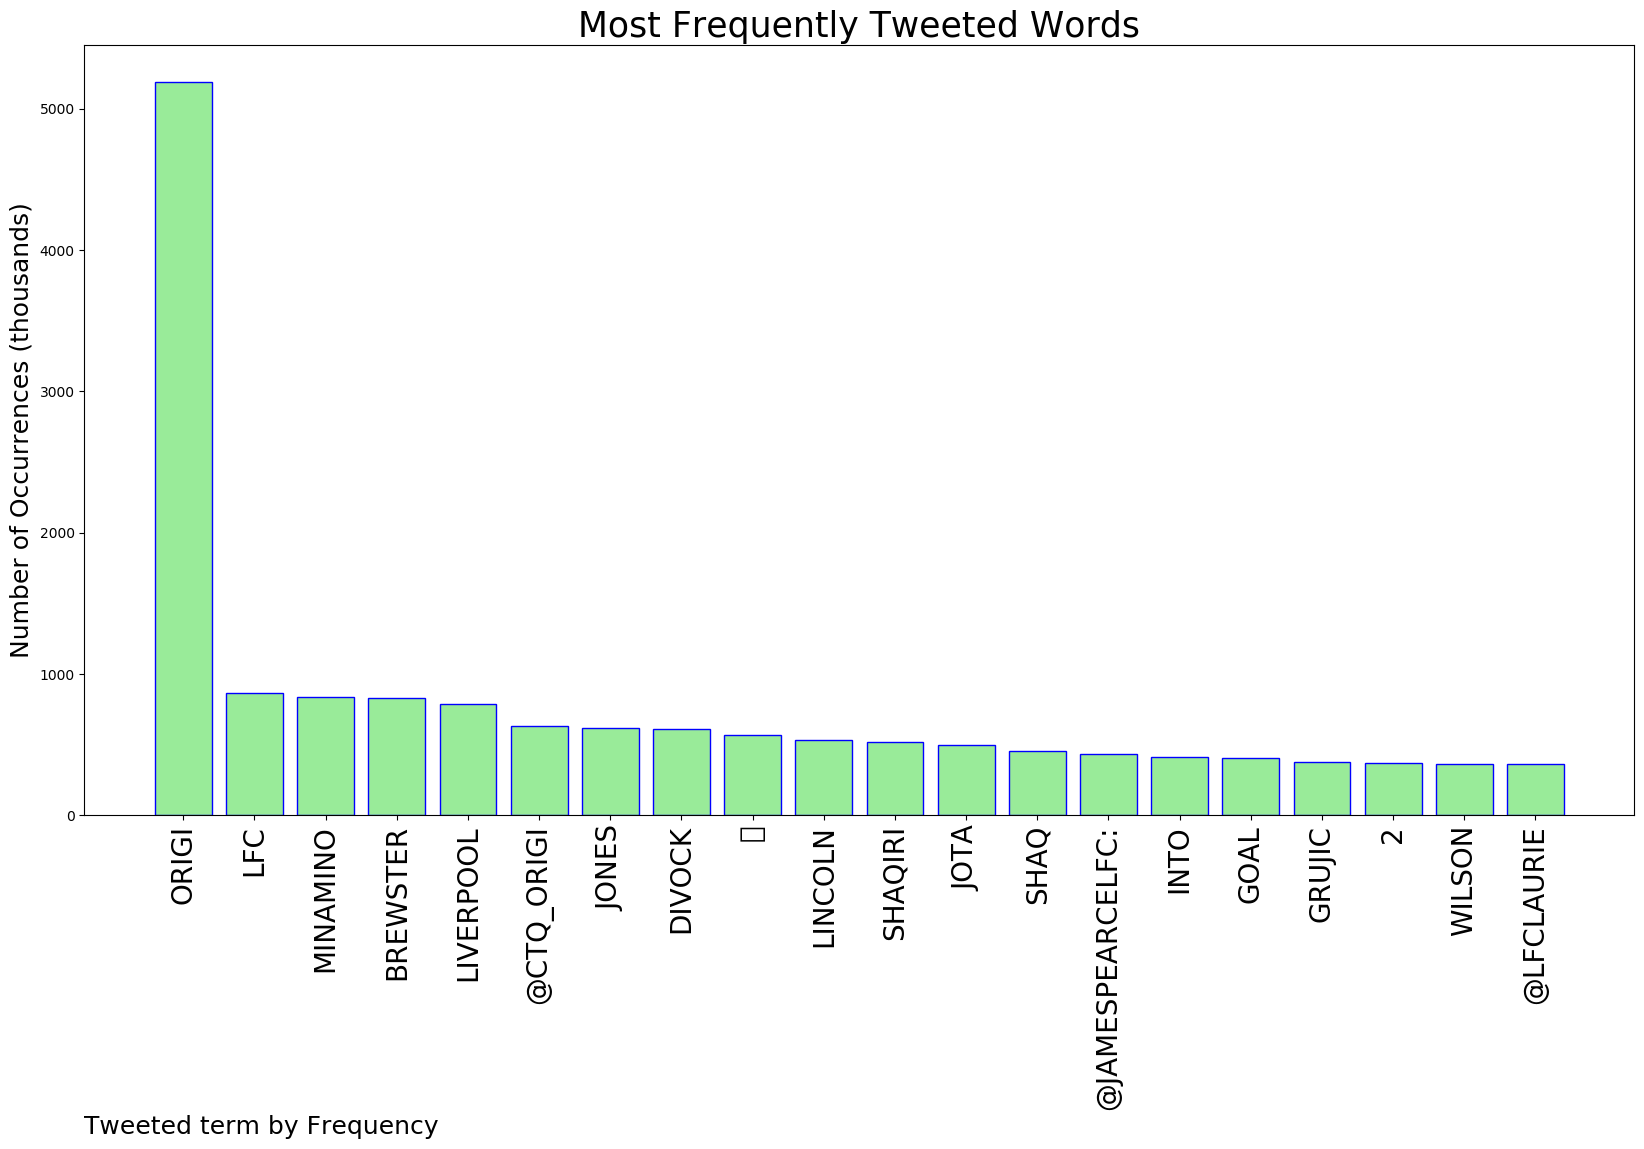 Most Frequently Tweeted Words
Number of Occurrences (thousands)
5000
4000
3000
2000
1000
0
ORIGI
LFC
MINAMINO
BREWSTER
LIVERPOOL
@CTQ_ORIGI
JONES
DIVOCK
LINCOLN
SHAQIRI
JOTA
SHAQ
@JAMESPEARCELFC:
INTO
GOAL
GRUJIC
2
WILSON
@LFCLAURIE
Tweeted term by Frequency